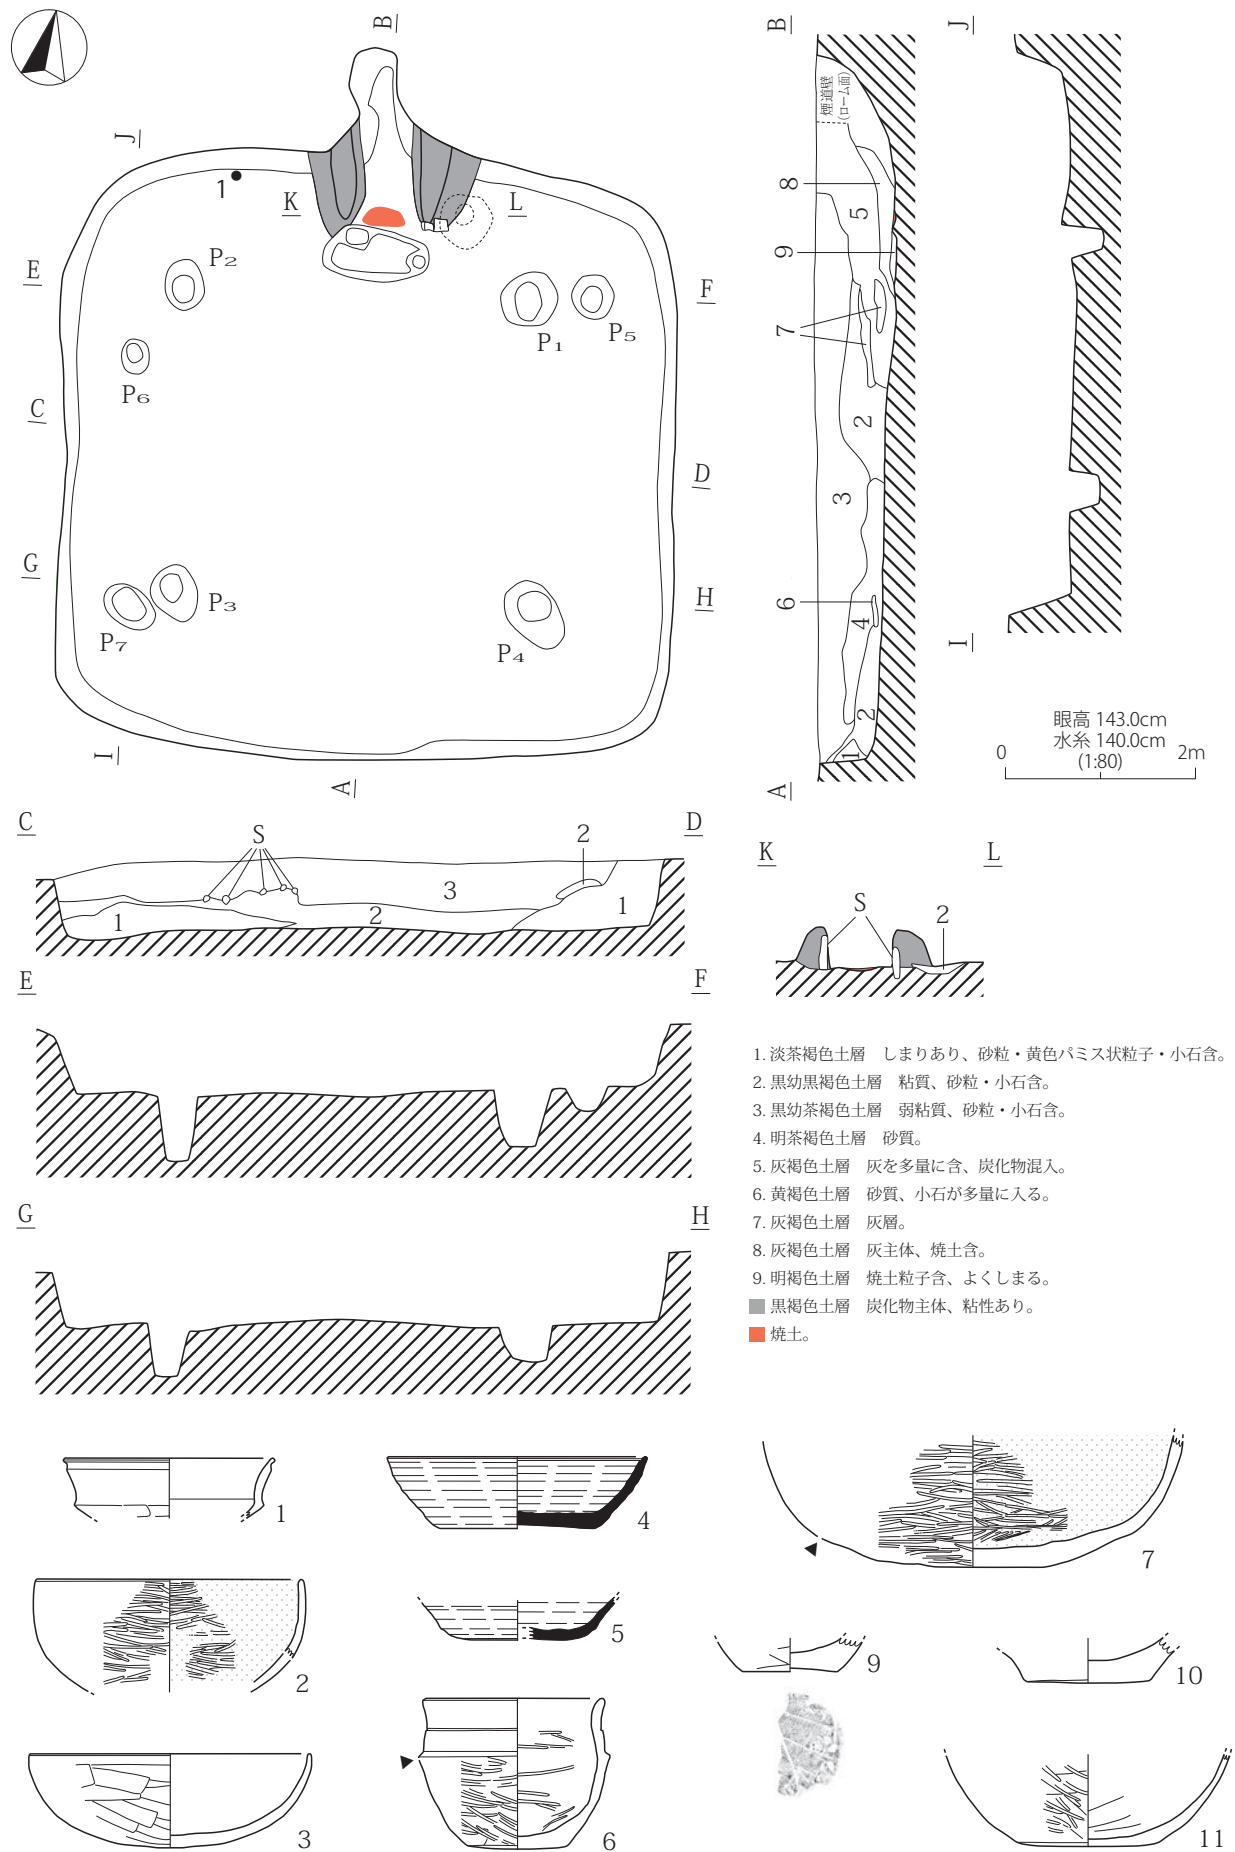 B
J
1
K
L
E
P2
F
P1
P5
P6
C
D
G
H
P3
P7
P4
I
A
B
煙道壁
(ローム面)
8
5
9
7
2
3
6
4
2
1
A
J
I
眼高 143.0cm
水糸 140.0cm
(1:80)
0
2m
C
S
2
D
3
1
2
1
K
L
S
2
E
F
G
H
1. 淡茶褐色土層 しまりあり、砂粒・黄色パミス状粒子・小石含。
2. 黒幼黒褐色土層 粘質、砂粒・小石含。
3. 黒幼茶褐色土層 弱粘質、砂粒・小石含。
4. 明茶褐色土層 砂質。
5. 灰褐色土層 灰を多量に含、炭化物混入。
6. 黄褐色土層 砂質、小石が多量に入る。
7. 灰褐色土層 灰層。
8. 灰褐色土層 灰主体、焼土含。
9. 明褐色土層 焼土粒子含、よくしまる。
黒褐色土層 炭化物主体、粘性あり。
焼土。
1
4
7
2
5
9
10
3
6
11